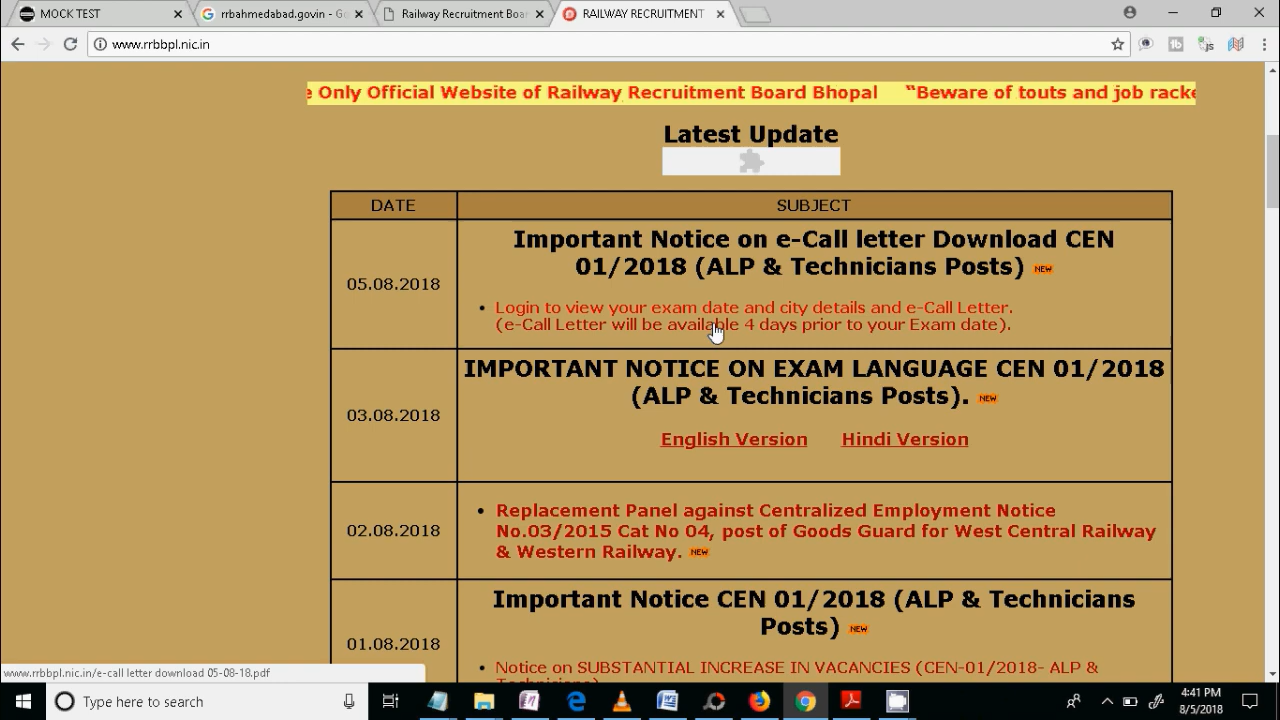 MOCK TEST
rrbahmedabad.govin - Go
Railway Recruitment Boar
RAILWAY RECRUITMENT
www.rrbbpl.nic.in
Only Official Website of Railway Recruitment Board Bhopal “Beware of touts and job racke
Latest Update
DATE SUBJECT
05.08.2018
Important Notice on e-Call letter Download CEN
01/2018 (ALP & Technicians Posts) NEW
• Login to view your exam date and city details and e-Call Letter.
(e-Call Letter will be available 4 days prior to your Exam date).
03.08.2018
IMPORTANT NOTICE ON EXAM LANGUAGE CEN 01/2018
(ALP & Technicians Posts). NEW
English Version Hindi Version
02.08.2018
• Replacement Panel against Centralized Employment Notice
No.03/2015 Cat No 04, post of Goods Guard for West Central Railway
& Western Railway. NEW
01.08.2018
Important Notice CEN 01/2018 (ALP & Technicians
Posts) NEW
• Notice on SUBSTANTIAL INCREASE IN VACANCIES (CEN-01/2018- ALP &
www.rrbbpl.nic.in/e-call letter download 05-08-18.pdf
Type here to search
4:41 PM
8/5/2018